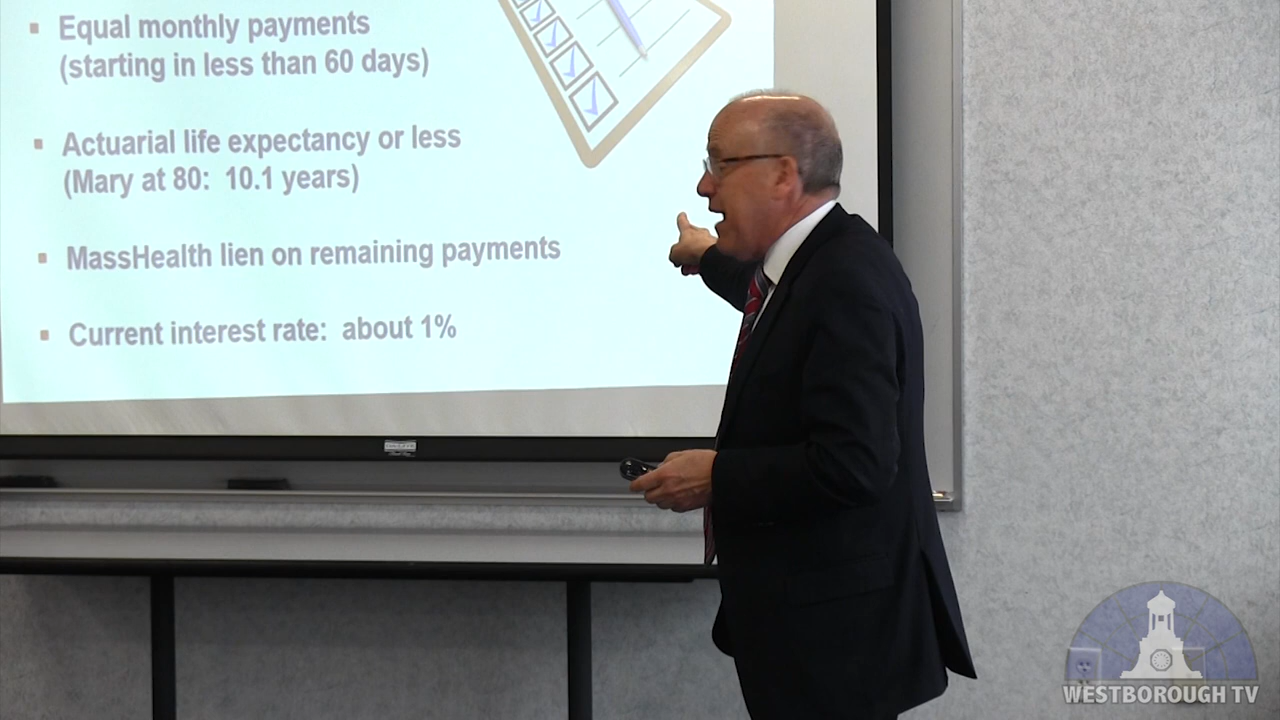 ▪ Equal monthly payments
(starting in less than 60 days)
▪ Actuarial life expectancy or less
(Mary at 80: 10.1 years)
▪ MassHealth lien on remaining payments
▪ Current interest rate: about 1%
WESTBOROUGH TV